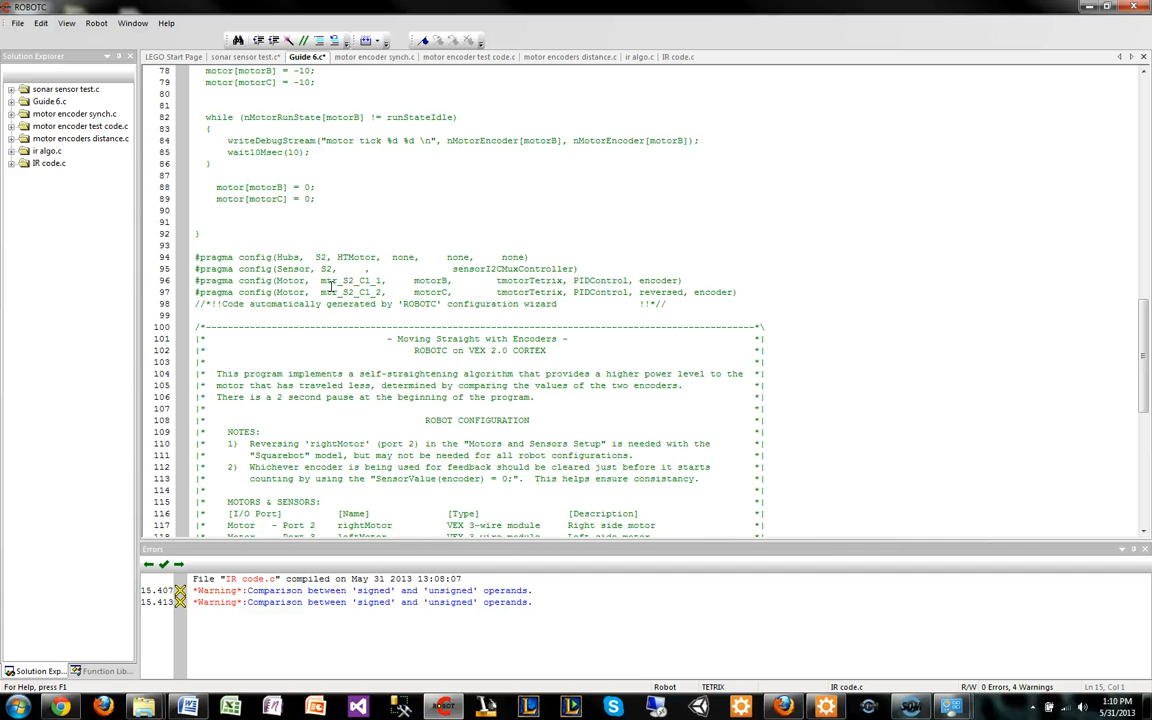 ROBOTC
File Edit View Robot Window Help
Solution Explorer
LEGO Start Page sonar sensor test.c* Guide 6.c* motor encoder synch.c* motor encoder test code.c* motor encoders distance.c* ir algo.c* IR code.c*
sonar sensor test.c
Guide 6.c
motor encoder synch.c
motor encoder test code.c
motor encoders distance.c
ir algo.c
IR code.c
78 motor[motorB] = -10;
79 motor[motorC] = -10;
80
81
82 while (nMotorRunState[motorB] != runStateIdle)
83 {
84 writeDebugStream("motor tick %d %d \n", nMotorEncoder[motorB], nMotorEncoder[motorB]);
85 wait10Msec(10);
86 }
87
88 motor[motorB] = 0;
89 motor[motorC] = 0;
90
91
92 }
93
94 #pragma config(Hubs, S2, HTMotor, none, none, none)
95 #pragma config(Sensor, S2, , sensorI2CMuxController)
96 #pragma config(Motor, mtr_S2_C1_1, motorB, tmotorTetrix, PIDControl, encoder)
97 #pragma config(Motor, mtr_S2_C1_2, motorC, tmotorTetrix, PIDControl, reversed, encoder)
98 //*!!Code automatically generated by 'ROBOTC' configuration wizard !!*//
99
100 /*----------------------------------------------------------------------------------------------------*\
101 |* - Moving Straight with Encoders - *|
102 |* ROBOTC on VEX 2.0 CORTEX *|
103 |* *|
104 |* This program implements a self-straightening algorithm that provides a higher power level to the *|
105 |* motor that has traveled less, determined by comparing the values of the two encoders. *|
106 |* There is a 2 second pause at the beginning of the program. *|
107 |* *|
108 |* ROBOT CONFIGURATION *|
109 |* NOTES: *|
110 |* 1) Reversing 'rightMotor' (port 2) in the "Motors and Sensors Setup" is needed with the *|
111 |* "Squarebot" model, but may not be needed for all robot configurations. *|
112 |* 2) Whichever encoder is being used for feedback should be cleared just before it starts *|
113 |* counting by using the "SensorValue(encoder) = 0;". This helps ensure consistancy. *|
114 |* *|
115 |* MOTORS & SENSORS: *|
116 |* [I/O Port] [Name] [Type] [Description] *|
117 |* Motor - Port 2 rightMotor VEX 3-wire module Right side motor *|
118 |* Motor - Port 3 leftMotor VEX 3-wire module Left side motor *|
Errors
File "IR code.c" compiled on May 31 2013 13:08:07
15.407 *Warning*:Comparison between 'signed' and 'unsigned' operands.
15.413 *Warning*:Comparison between 'signed' and 'unsigned' operands.
Solution Exp... Function Lib...
For Help, press F1 Robot TETRIX IR code.c R/W 0 Errors, 4 Warnings Ln 15, Col 1
1:10 PM
5/31/2013